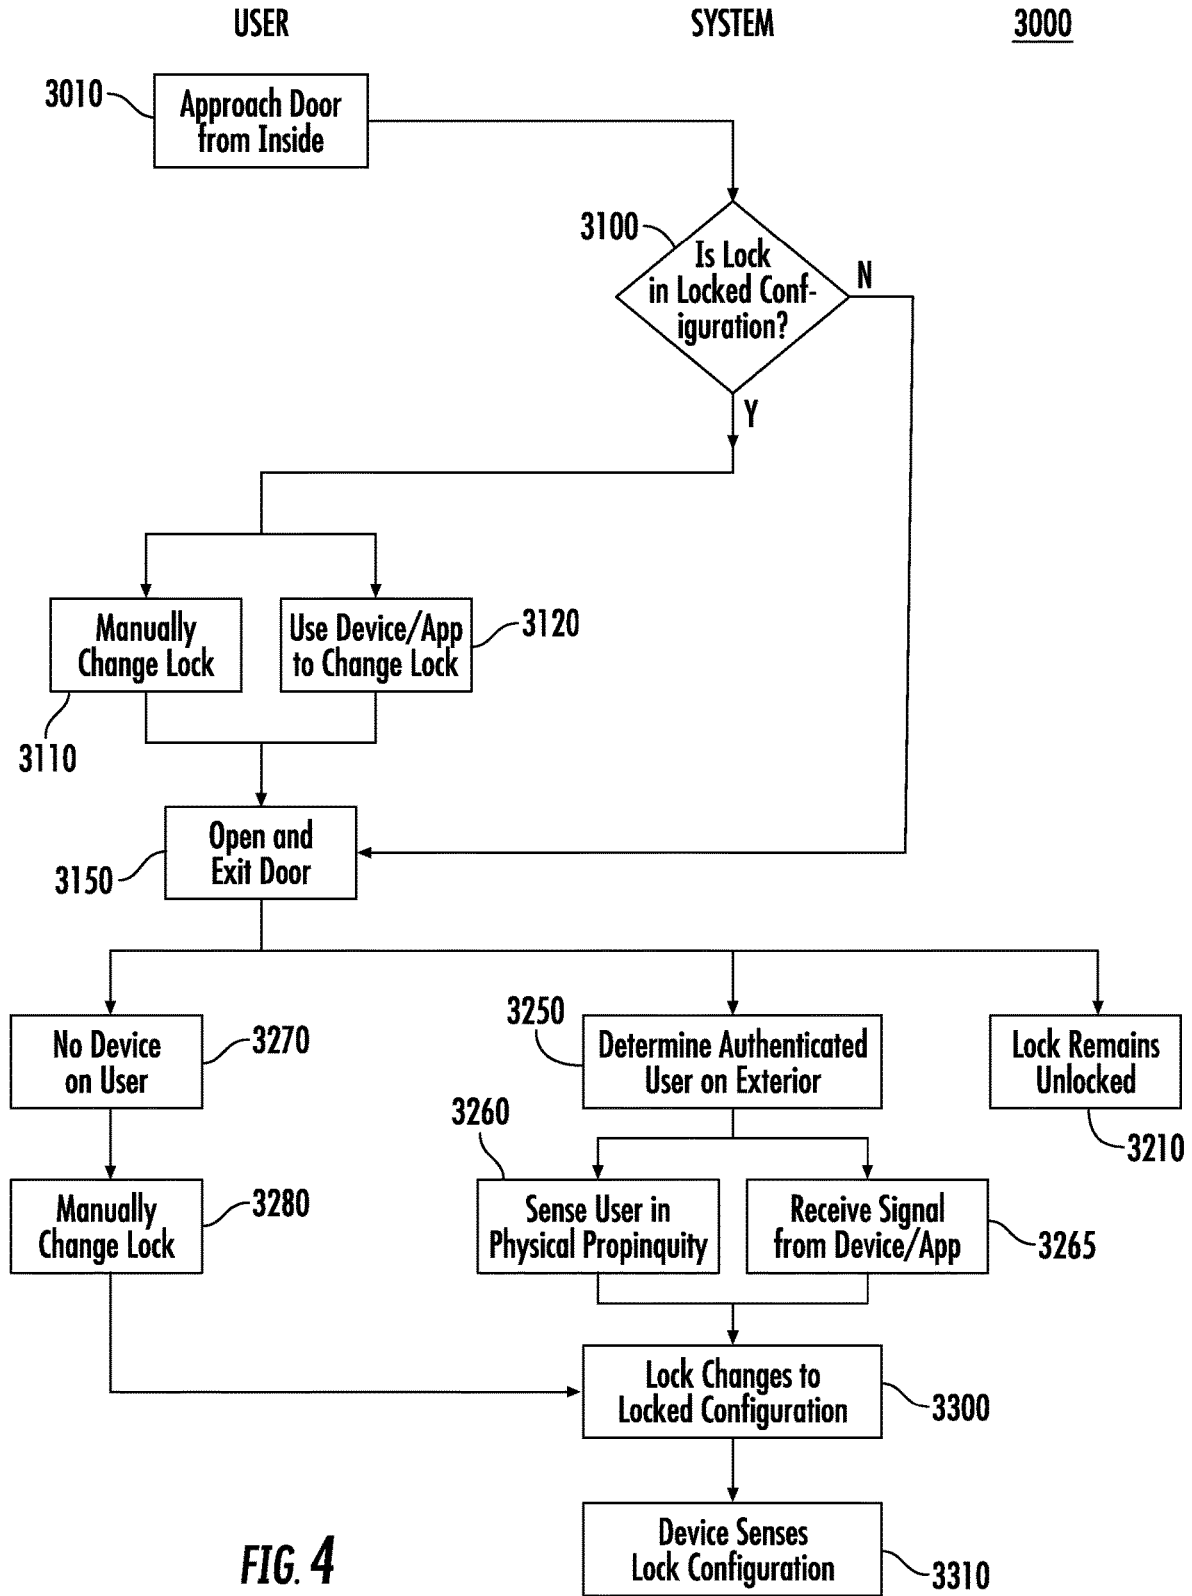 USER
SYSTEM
3000
3010
Approach Door
from Inside
3100
Is Lock
in Locked Conf-
iguration?
N
Y
Manually
Change Lock
Use Device/App
to Change Lock
3120
3110
Open and
Exit Door
3150
No Device
on User
3270
3250
Determine Authenticated
User on Exterior
Lock Remains
Unlocked
3210
3260
Manually
Change Lock
3280
Sense User in
Physical Propinquity
Receive Signal
from Device/App
3265
Lock Changes to
Locked Configuration
3300
Device Senses
Lock Configuration
3310
FIG. 4